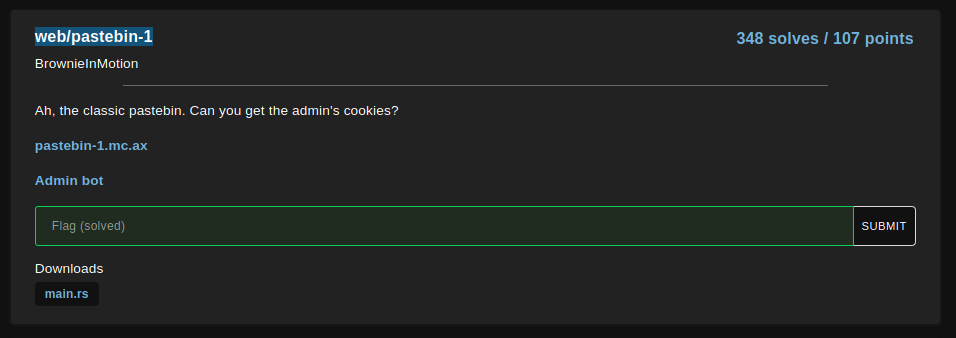 web/pastebin-1
348 solves / 107 points
BrownieInMotion
Ah, the classic pastebin. Can you get the admin's cookies?
pastebin-1.mc.ax
Admin bot
Flag (solved)
SUBMIT
Downloads
main.rs